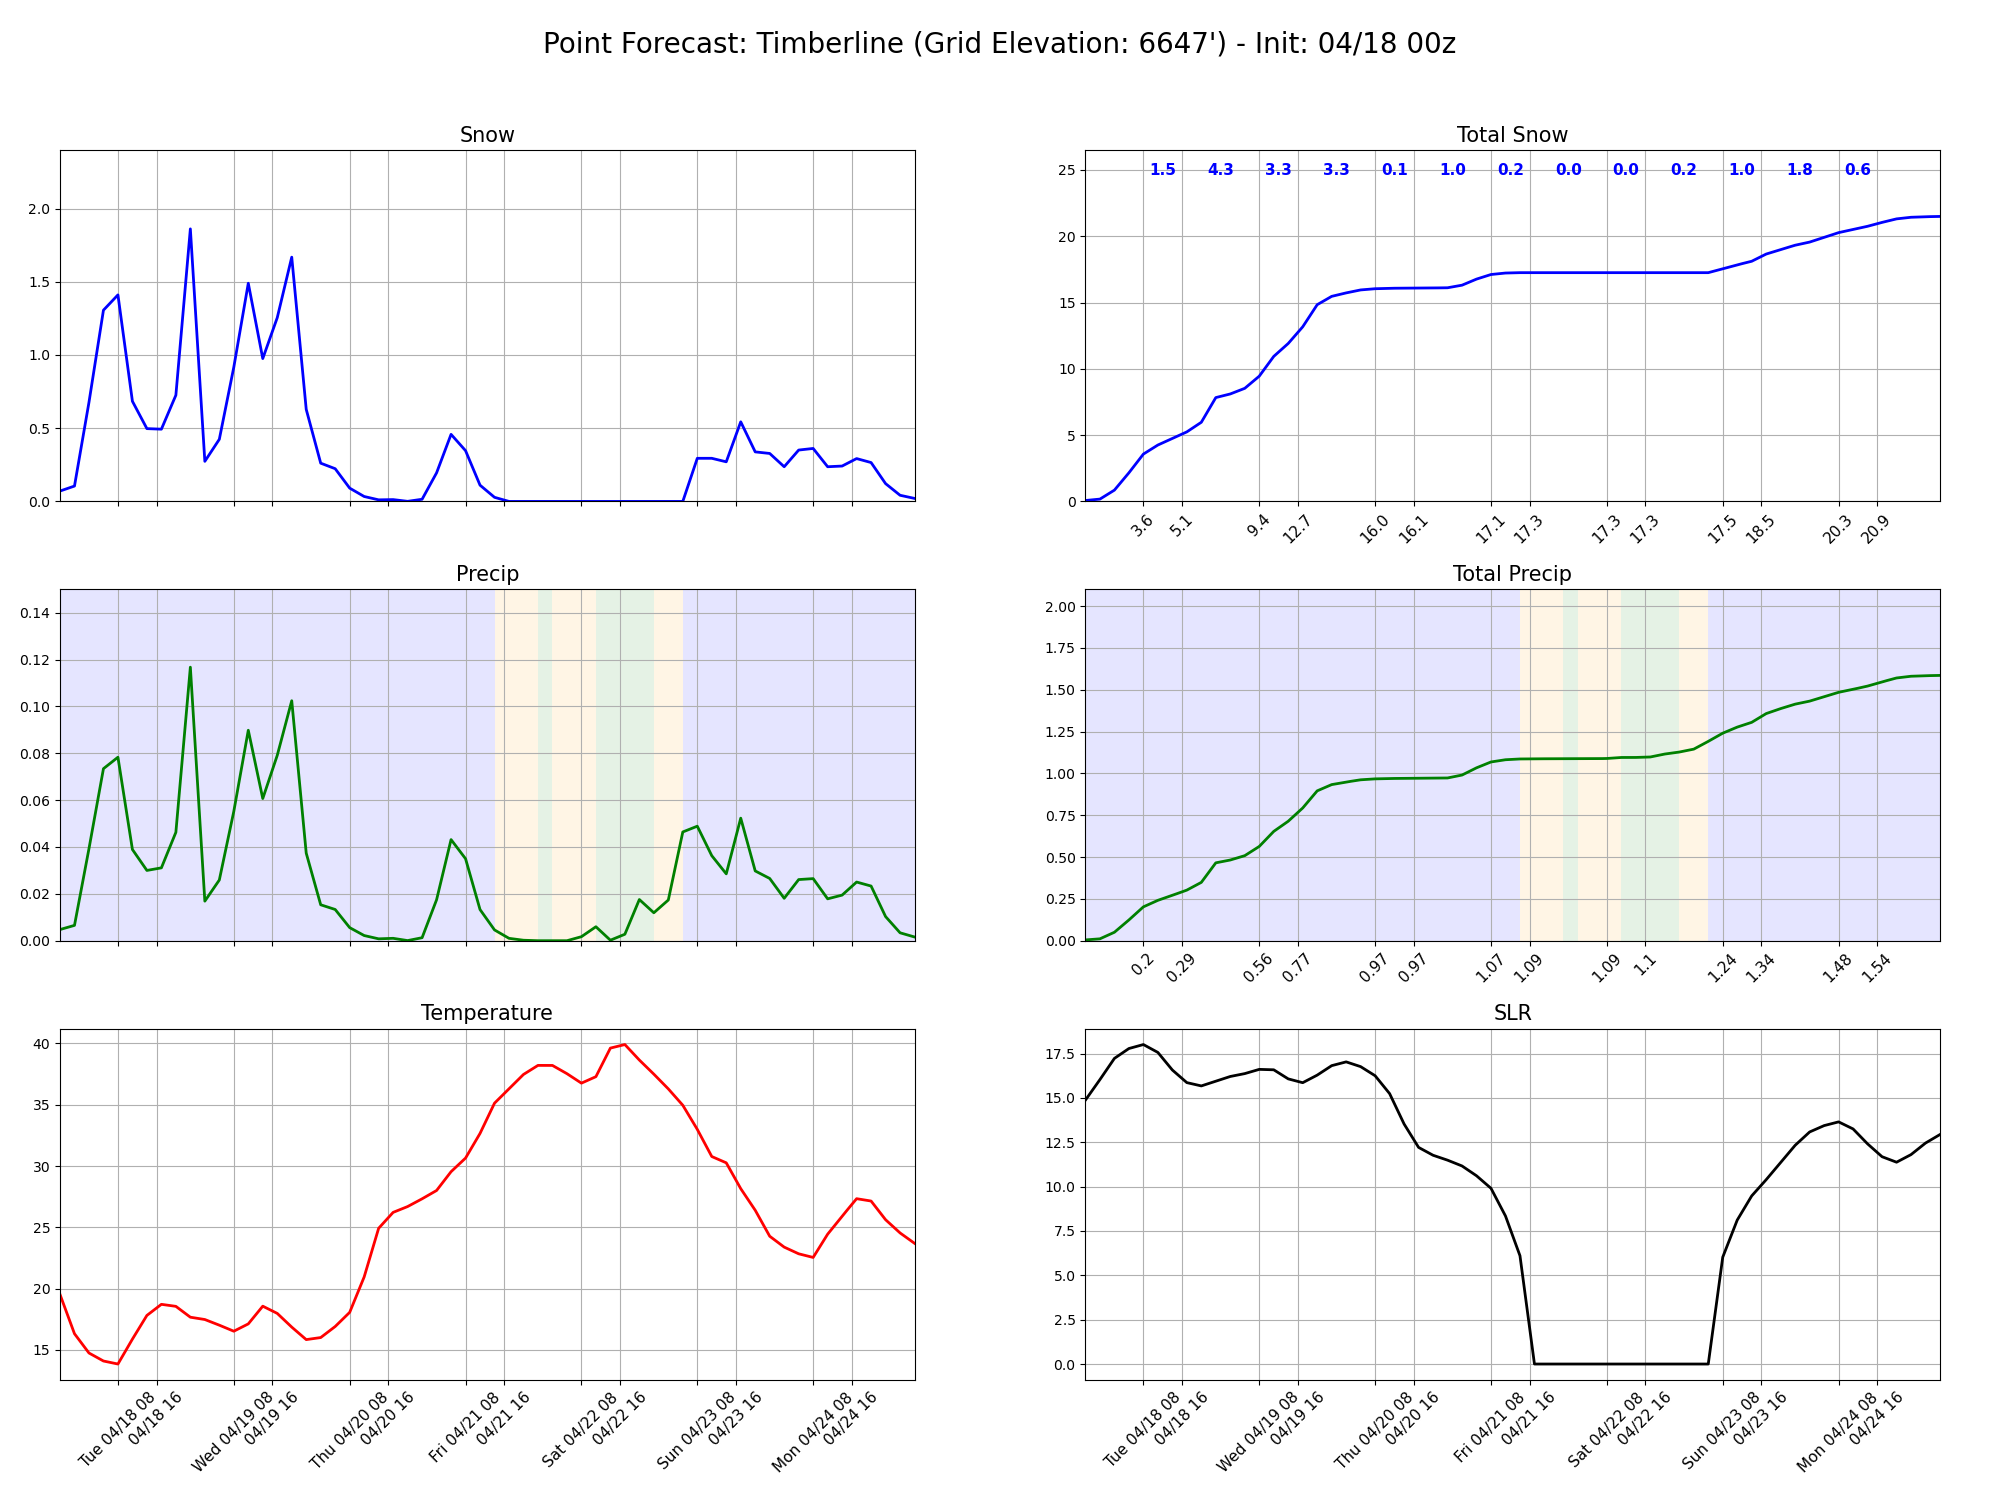 Point Forecast: Timberline (Grid Elevation: 6647') - Init: 04/18 00z
Snow
2.0
1.5
1.0
0.5
0.0
Total Snow
1.5 4.3 3.3 3.3 0.1 1.0 0.2 0.0 0.0 0.2 1.0 1.8 0.6
25
20
15
10
5
0
3.6 5.1 9.4 12.7 16.0 16.1 17.1 17.3 17.3 17.3 17.5 18.5 20.3 20.9
Precip
0.14
0.12
0.10
0.08
0.06
0.04
0.02
0.00
Total Precip
2.00
1.75
1.50
1.25
1.00
0.75
0.50
0.25
0.00
0.2 0.29 0.56 0.77 0.97 0.97 1.07 1.09 1.09 1.1 1.24 1.34 1.48 1.54
Temperature
40
35
30
25
20
15
Tue 04/18 08
04/18 16
Wed 04/19 08
04/19 16
Thu 04/20 08
04/20 16
Fri 04/21 08
04/21 16
Sat 04/22 08
04/22 16
Sun 04/23 08
04/23 16
Mon 04/24 08
04/24 16
SLR
17.5
15.0
12.5
10.0
7.5
5.0
2.5
0.0
Tue 04/18 08
04/18 16
Wed 04/19 08
04/19 16
Thu 04/20 08
04/20 16
Fri 04/21 08
04/21 16
Sat 04/22 08
04/22 16
Sun 04/23 08
04/23 16
Mon 04/24 08
04/24 16